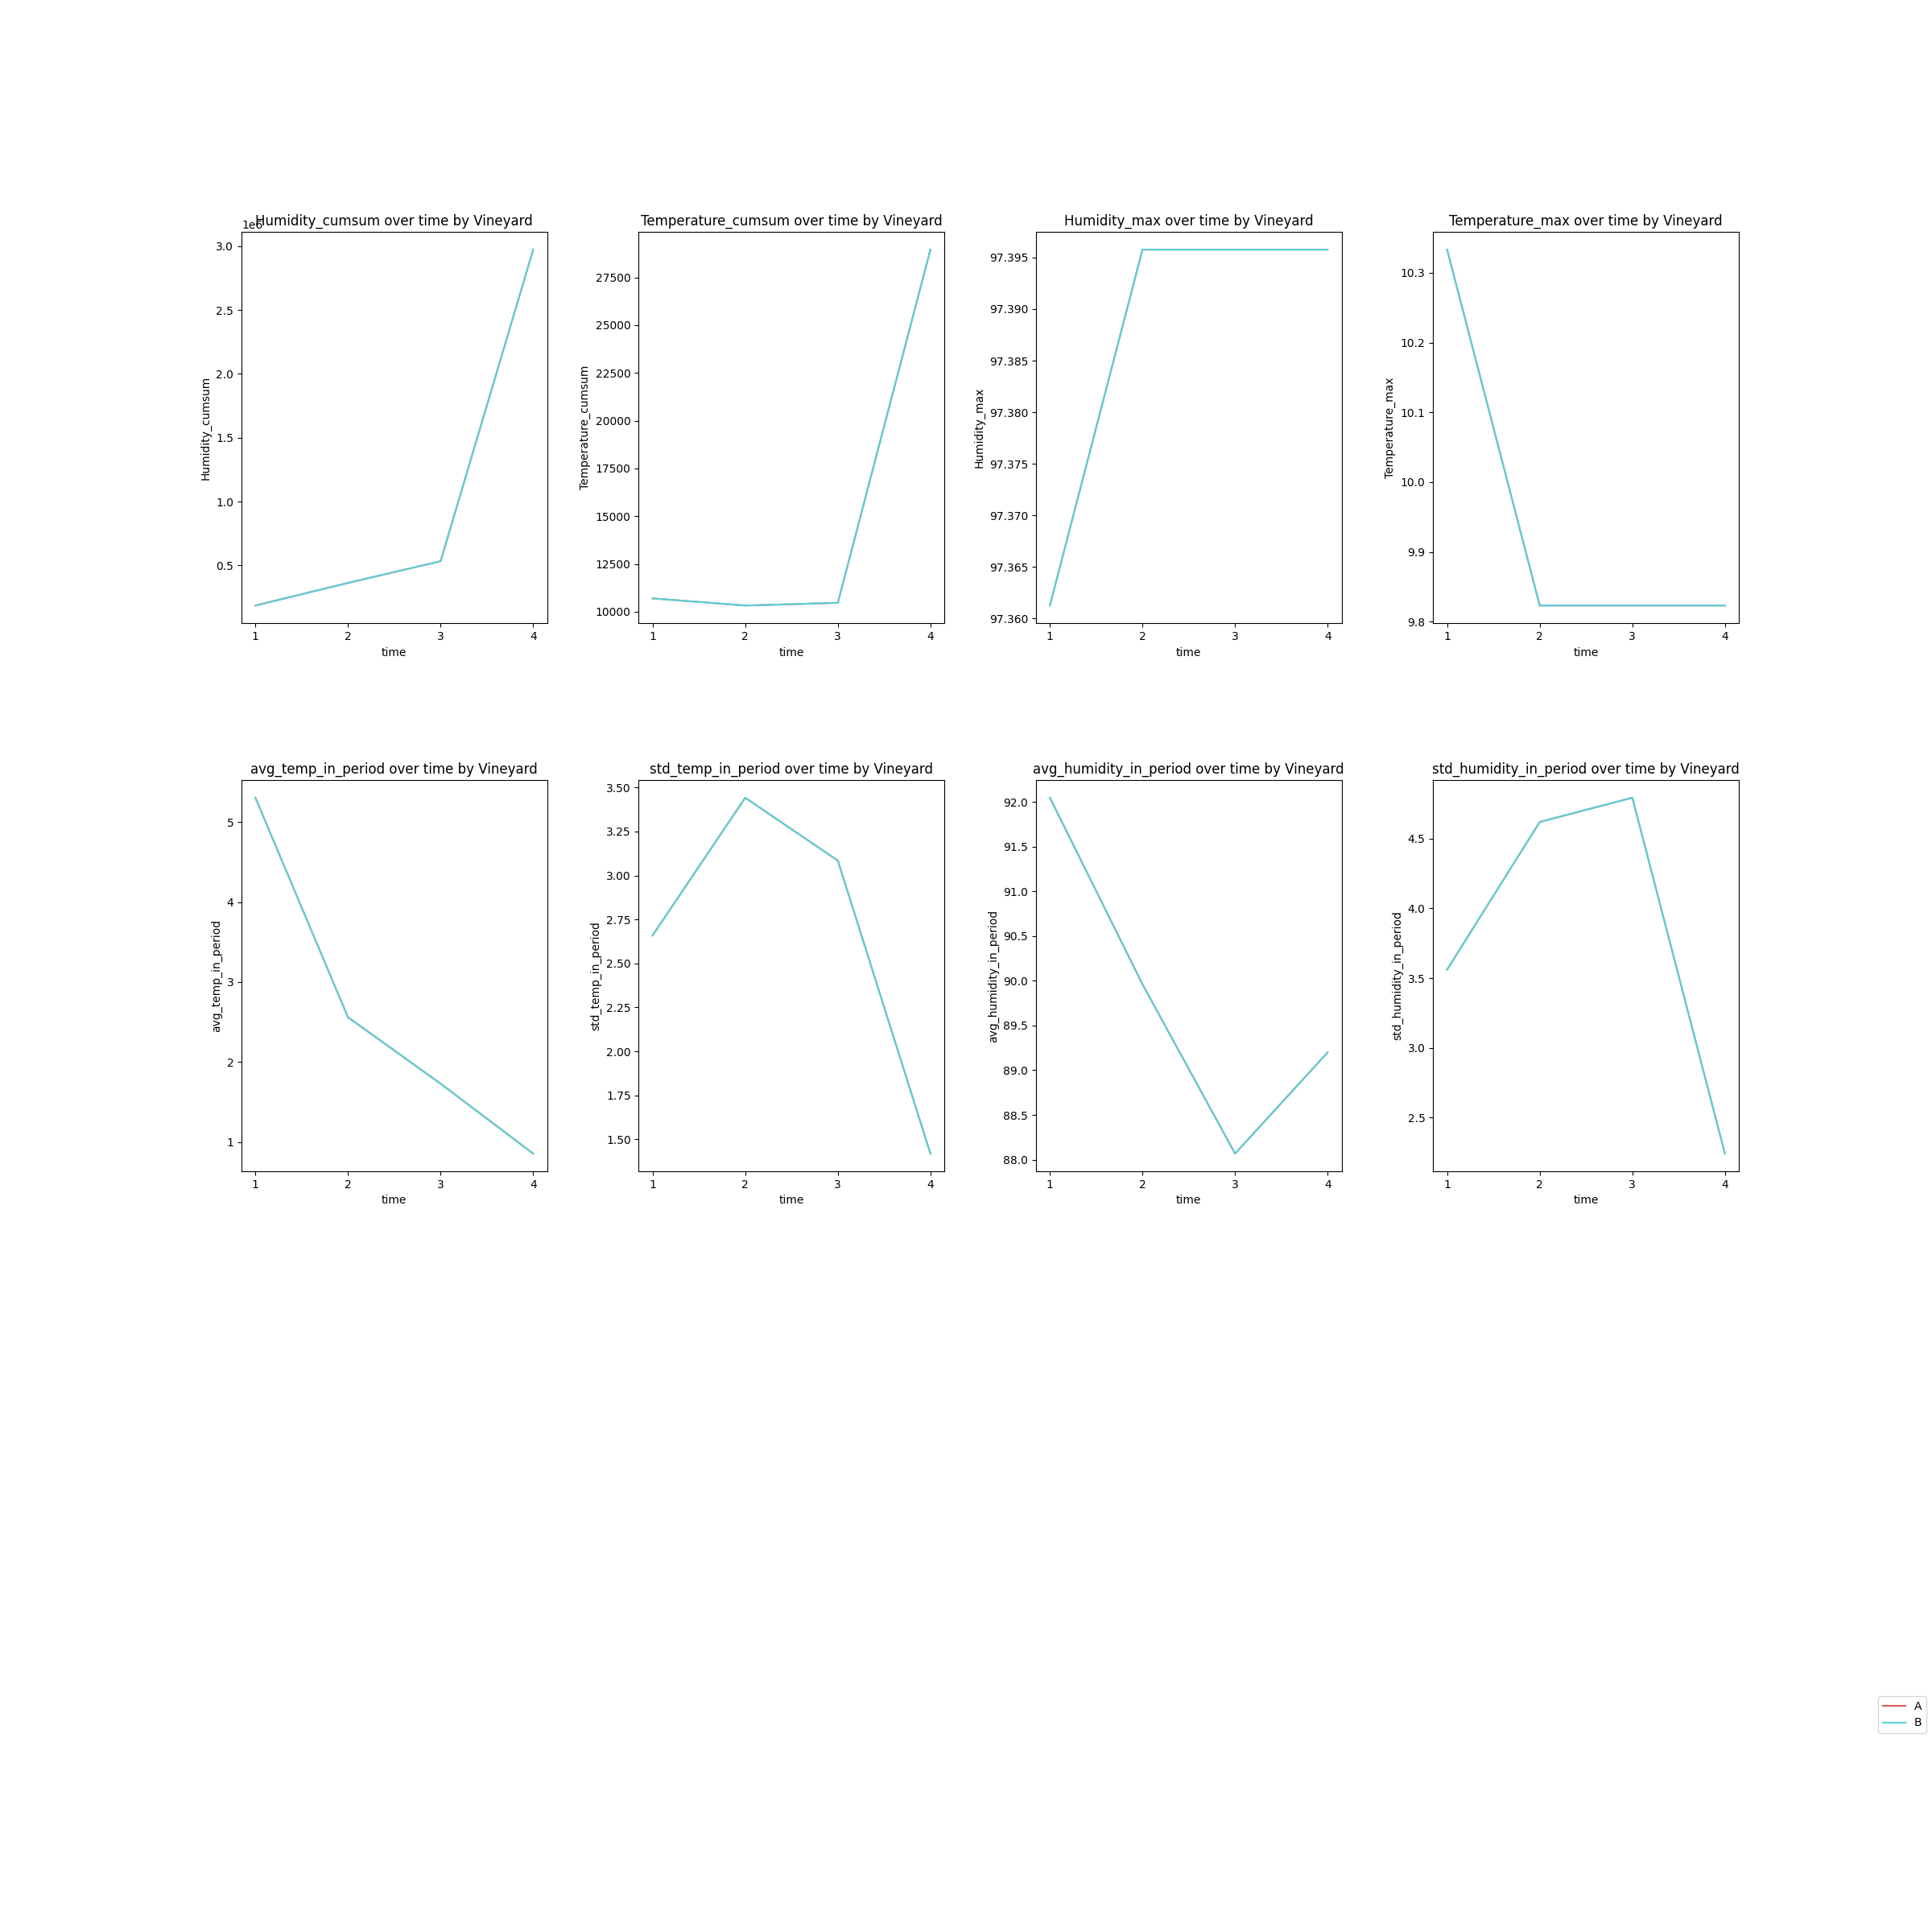 Humidity_cumsum over time by Vineyard
1e6
3.0
2.5
2.0
1.5
1.0
0.5
Humidity_cumsum
1 2 3 4
time
Temperature_cumsum over time by Vineyard
27500
25000
22500
20000
17500
15000
12500
10000
Temperature_cumsum
1 2 3 4
time
Humidity_max over time by Vineyard
97.395
97.390
97.385
97.380
97.375
97.370
97.365
97.360
Humidity_max
1 2 3 4
time
Temperature_max over time by Vineyard
10.3
10.2
10.1
10.0
9.9
9.8
Temperature_max
1 2 3 4
time
avg_temp_in_period over time by Vineyard
5
4
3
2
1
avg_temp_in_period
1 2 3 4
time
std_temp_in_period over time by Vineyard
3.50
3.25
3.00
2.75
2.50
2.25
2.00
1.75
1.50
std_temp_in_period
1 2 3 4
time
avg_humidity_in_period over time by Vineyard
92.0
91.5
91.0
90.5
90.0
89.5
89.0
88.5
88.0
avg_humidity_in_period
1 2 3 4
time
std_humidity_in_period over time by Vineyard
4.5
4.0
3.5
3.0
2.5
std_humidity_in_period
1 2 3 4
time
A
B